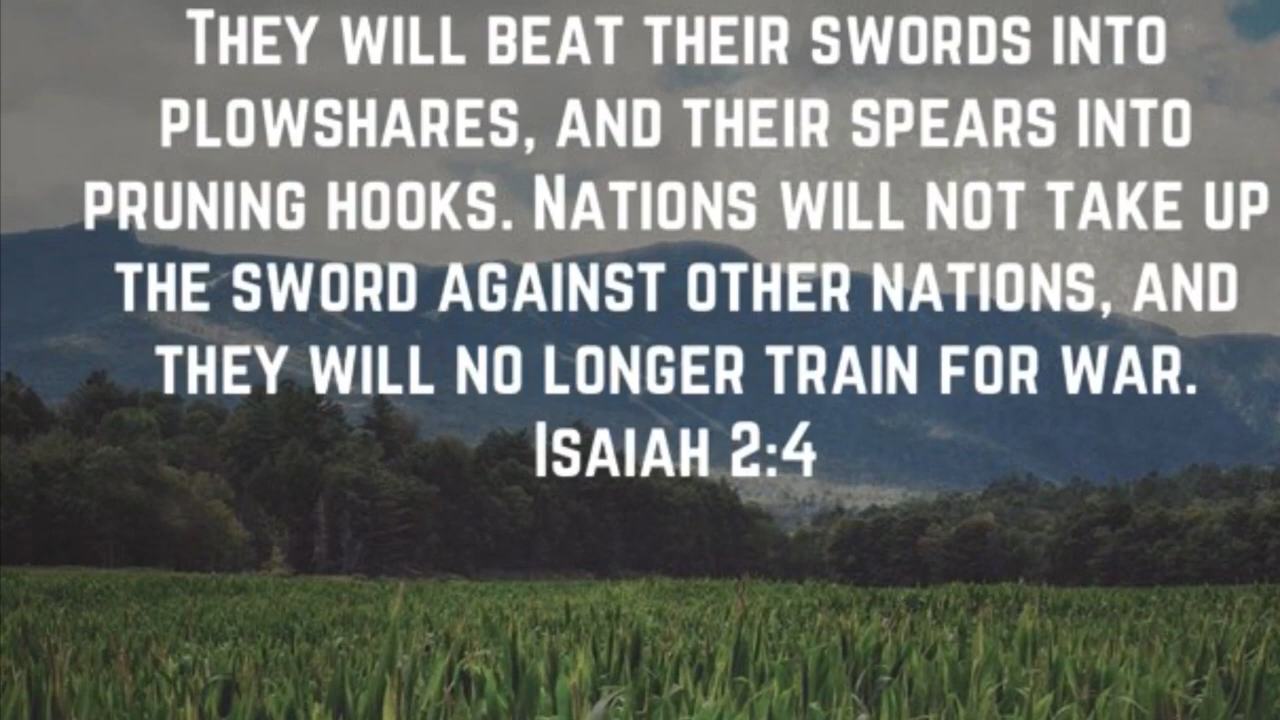 They will beat their swords into
plowshares, and their spears into
pruning hooks. Nations will not take up
the sword against other nations, and
they will no longer train for war.
Isaiah 2:4